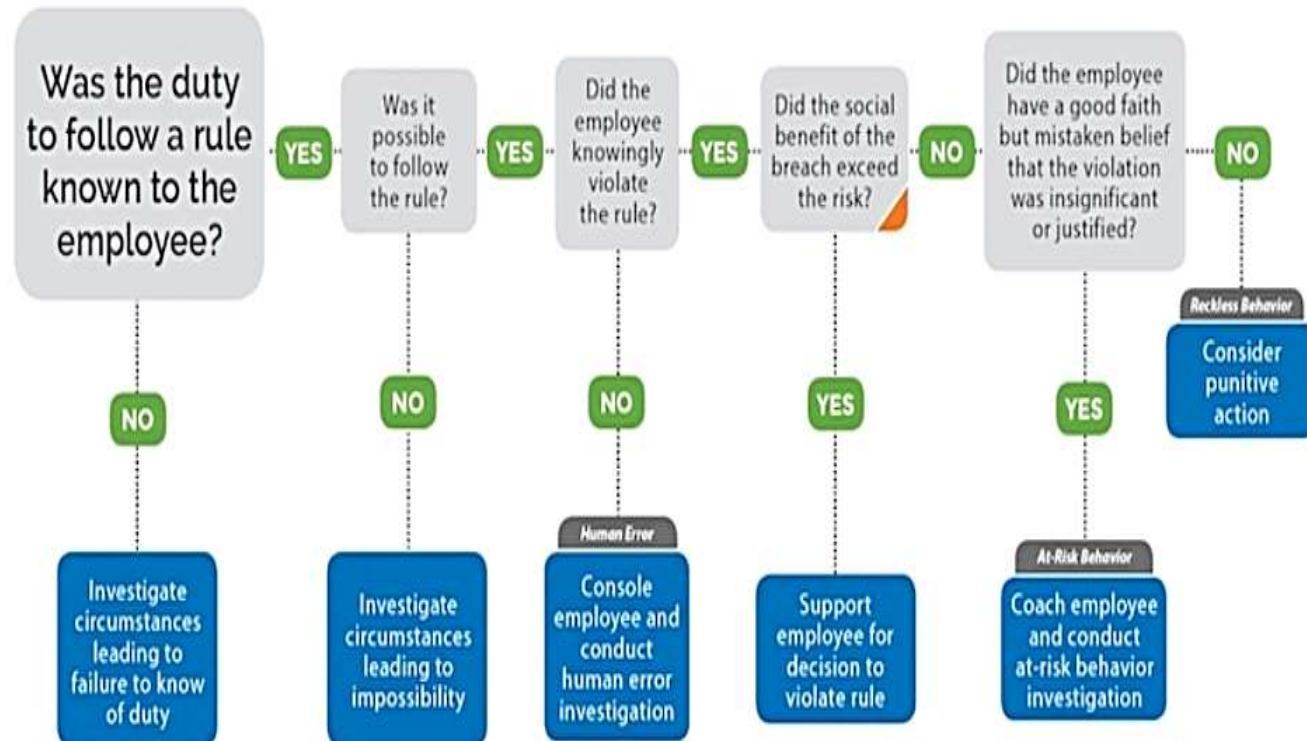 Was the duty
to follow a rule
known to the
employee?
YES
Was it
possible
to follow
the rule?
YES
Did the
employee
knowingly
violate
the rule?
YES
Did the social
benefit of the
breach exceed
the risk?
NO
Did the employee
have a good faith
but mistaken belief
that the violation
was insignificant
or justified?
NO
Reckless Behavior
Consider
punitive
action
NO
NO
NO
YES
YES
Investigate
circumstances
leading to
failure to know
of duty
Investigate
circumstances
leading to
impossibility
Human Error
Console
employee and
conduct
human error
investigation
Support
employee for
decision to
violate rule
At-Risk Behavior
Coach employee
and conduct
at-risk behavior
investigation